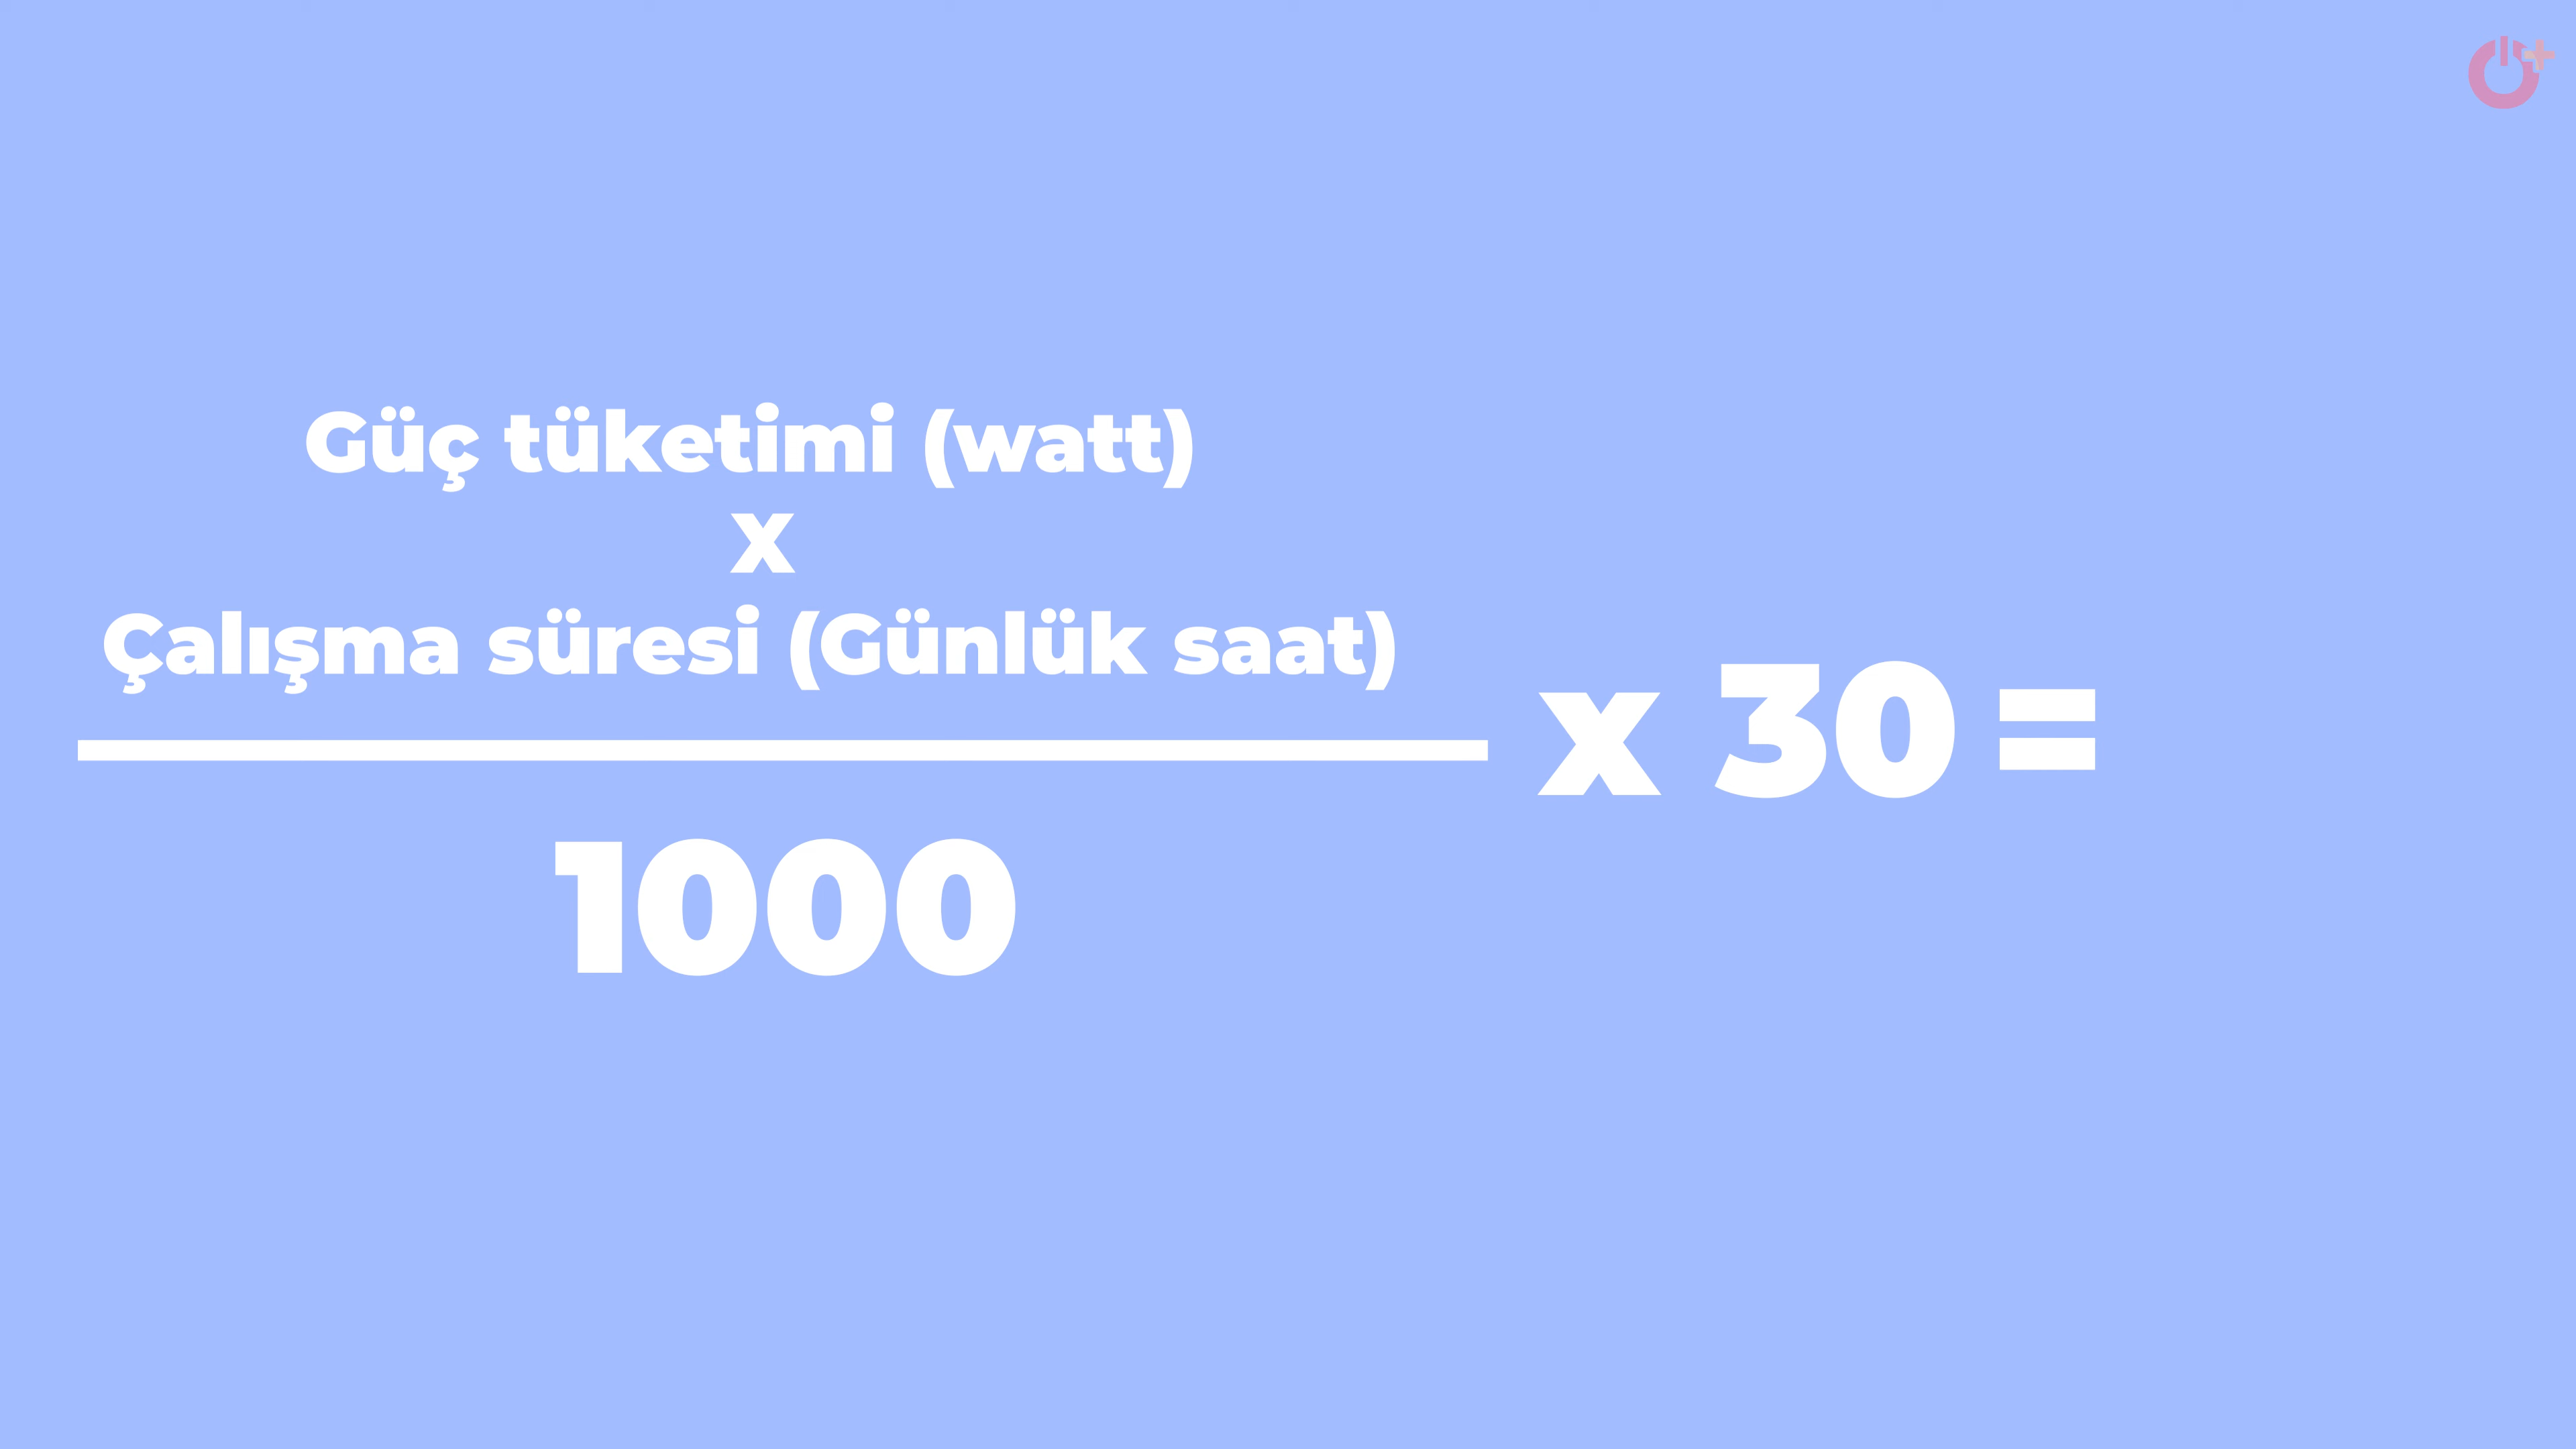 Güç tüketimi (watt)
x
Çalışma süresi (Günlük saat)
x 30 =
1000